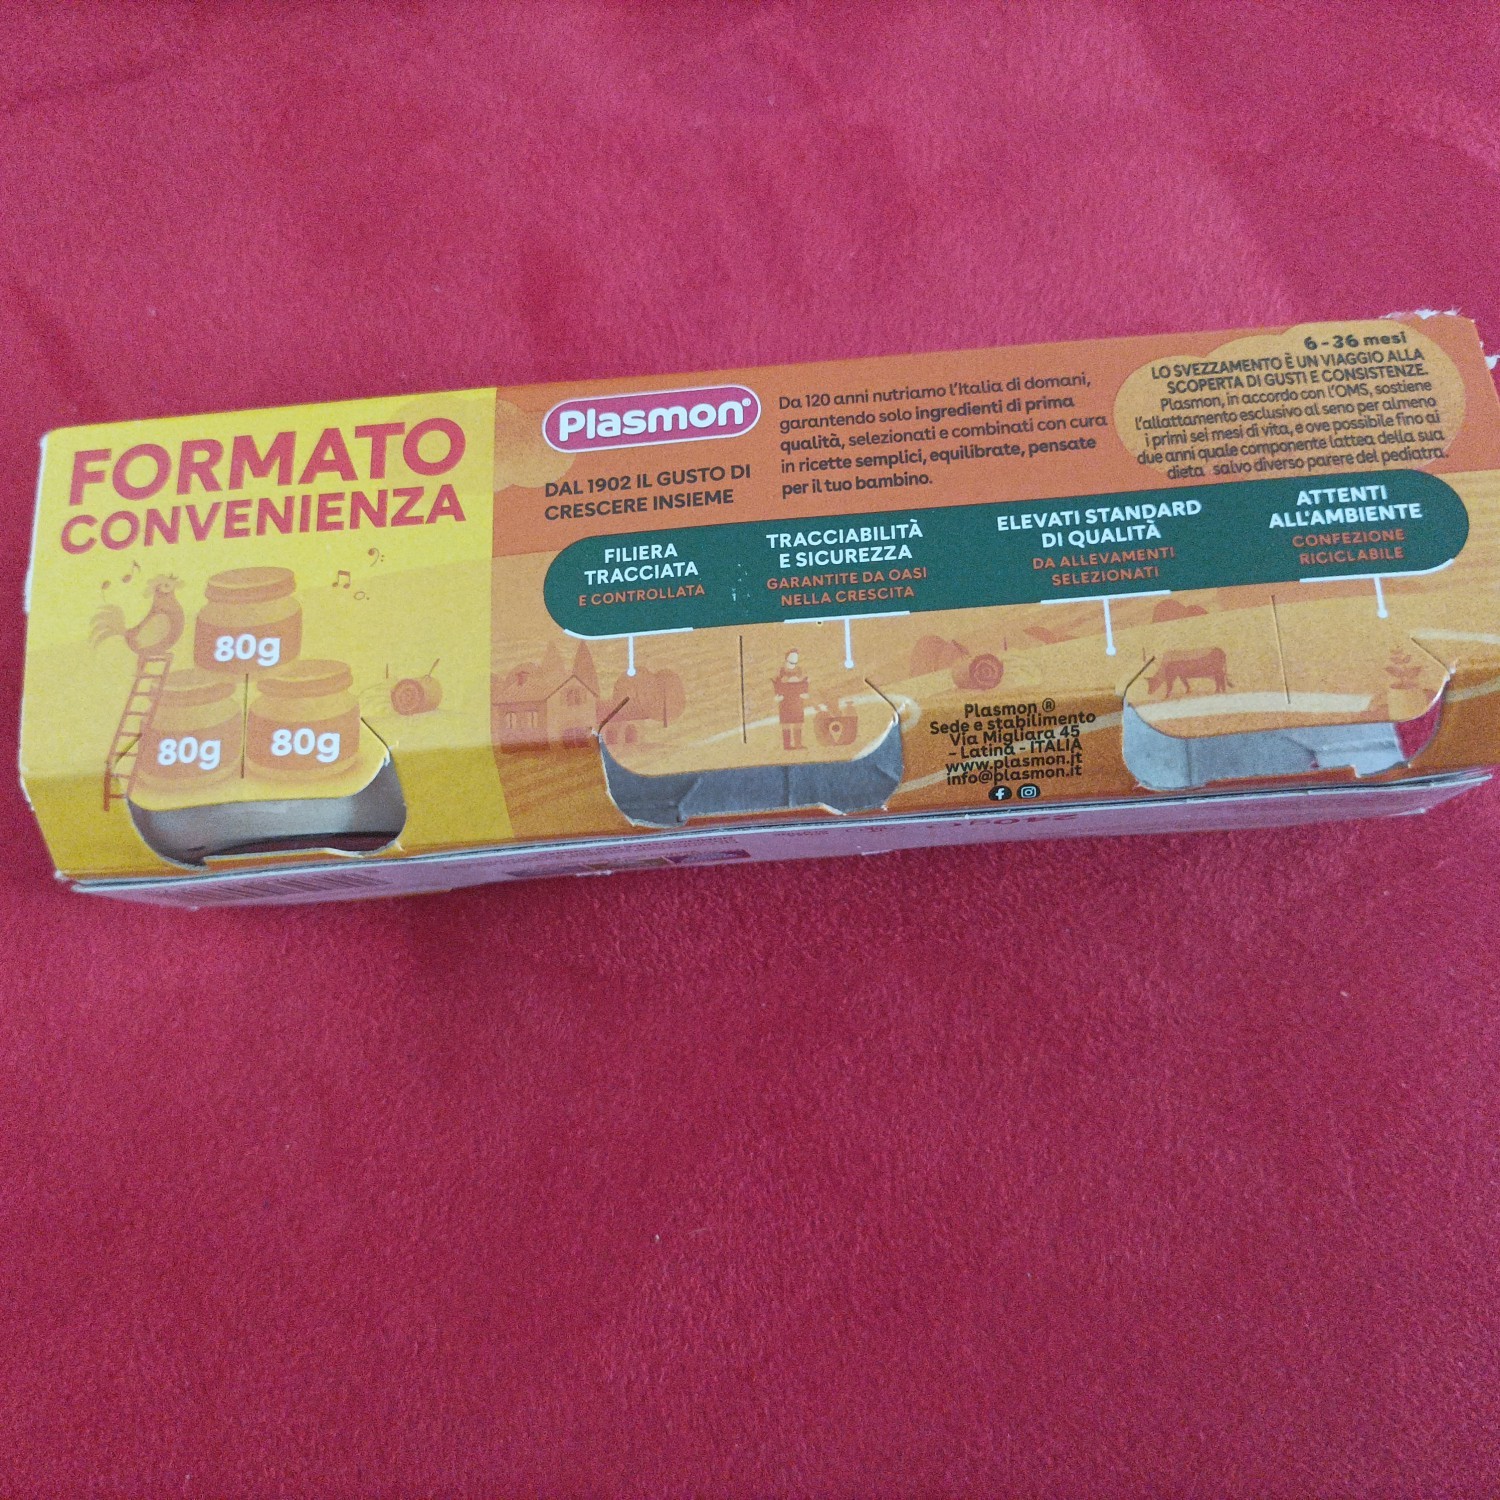 FORMATO
CONVENIENZA
80g
80g
80g
Plasmon®
DAL 1902 IL GUSTO DI
CRESCERE INSIEME
Da 120 anni nutriamo l'Italia di domani,
garantendo solo ingredienti di prima
qualità, selezionati e combinati con cura
in ricette semplici, equilibrate, pensate
per il tuo bambino.
6-36 mesi
LO SVEZZAMENTO È UN VIAGGIO ALLA
SCOPERTA DI GUSTI E CONSISTENZE.
Plasmon, in accordo con l'OMS, sostiene
l'allattamento esclusivo al seno per almeno
i primi sei mesi di vita, e ove possibile fino ai
due anni quale componente lattea della sua
dieta salvo diverso parere del pediatra.
FILIERA
TRACCIATA
E CONTROLLATA
TRACCIABILITÀ
E SICUREZZA
GARANTITE DA OASI
NELLA CRESCITA
ELEVATI STANDARD
DI QUALITÀ
DA ALLEVAMENTI
SELEZIONATI
ATTENTI
ALL'AMBIENTE
CONFEZIONE
RICICLABILE
Plasmon ®
Sede e stabilimento
Via Migliara 45
- Latina - ITALIA
www.plasmon.it
info@plasmon.it